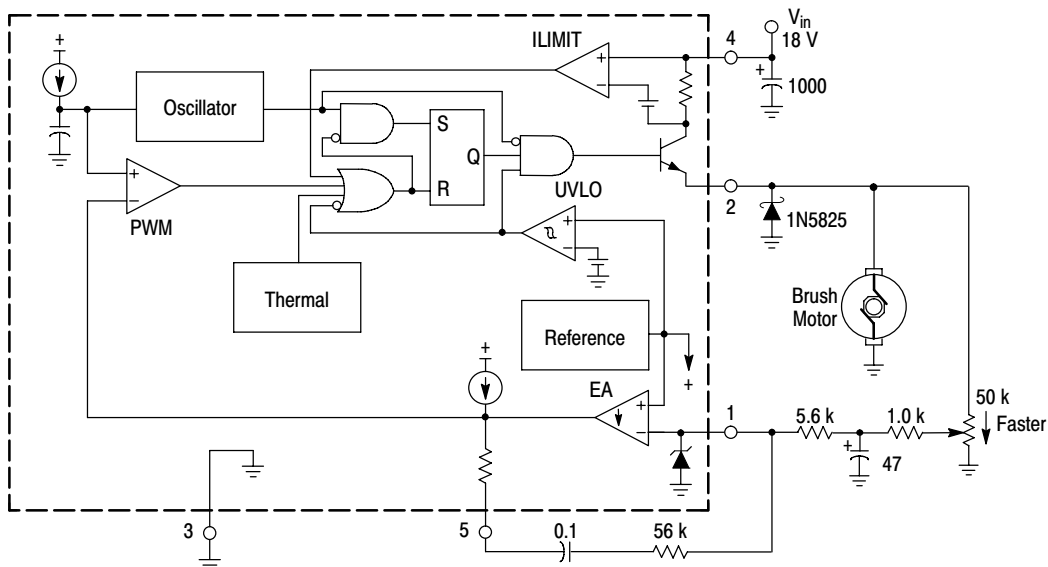 +
Oscillator
ILIMIT
+
−
4
Vin
18 V
+
1000
S
Q
R
+
−
PWM
UVLO
+
−
2
1N5825
Thermal
Brush
Motor
Reference
+
+
EA
+
−
1
5.6 k
1.0 k
50 k
Faster
+
47
3
5
0.1
56 k